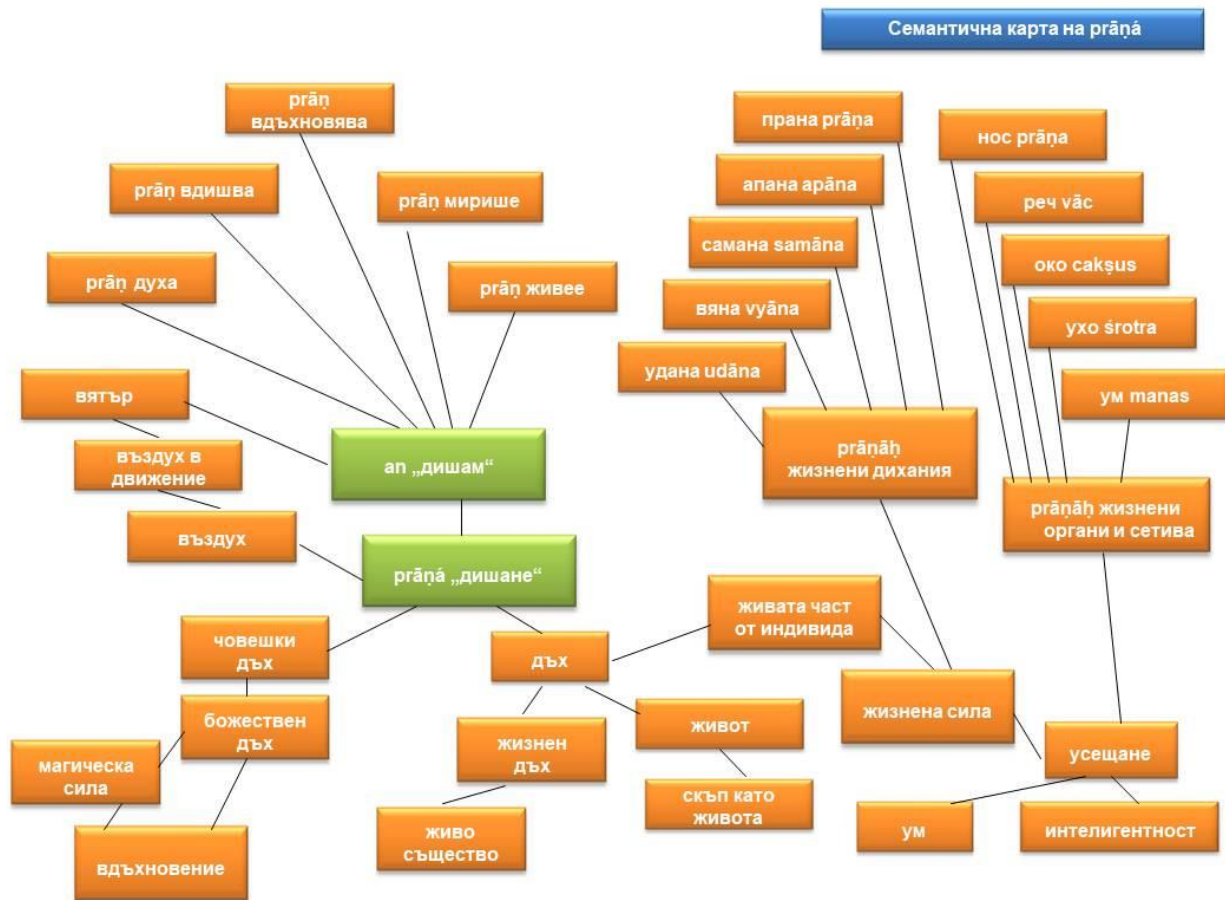 Семантична карта на prāṇá
prāṇ
вдъхновява
prāṇ вдишва
prāṇ мирише
prāṇ духа
prāṇ живее
вятър
въздух в
движение
въздух
an „дишам“
prāṇá „дишане“
прана prāṇa
апана apāna
самана samāna
вяна vyāna
удана udāna
prāṇāḥ
жизнени дихания
нос prāṇa
реч vāc
око cakṣus
ухо śrotra
ум manas
prāṇāḥ жизнени
органи и сетива
човешки
дъх
божествен
дъх
магическа
сила
вдъхновение
дъх
жизнен
дъх
живо
същество
живот
скъп като
живота
живата част
от индивида
жизнена сила
усещане
ум
интелигентност